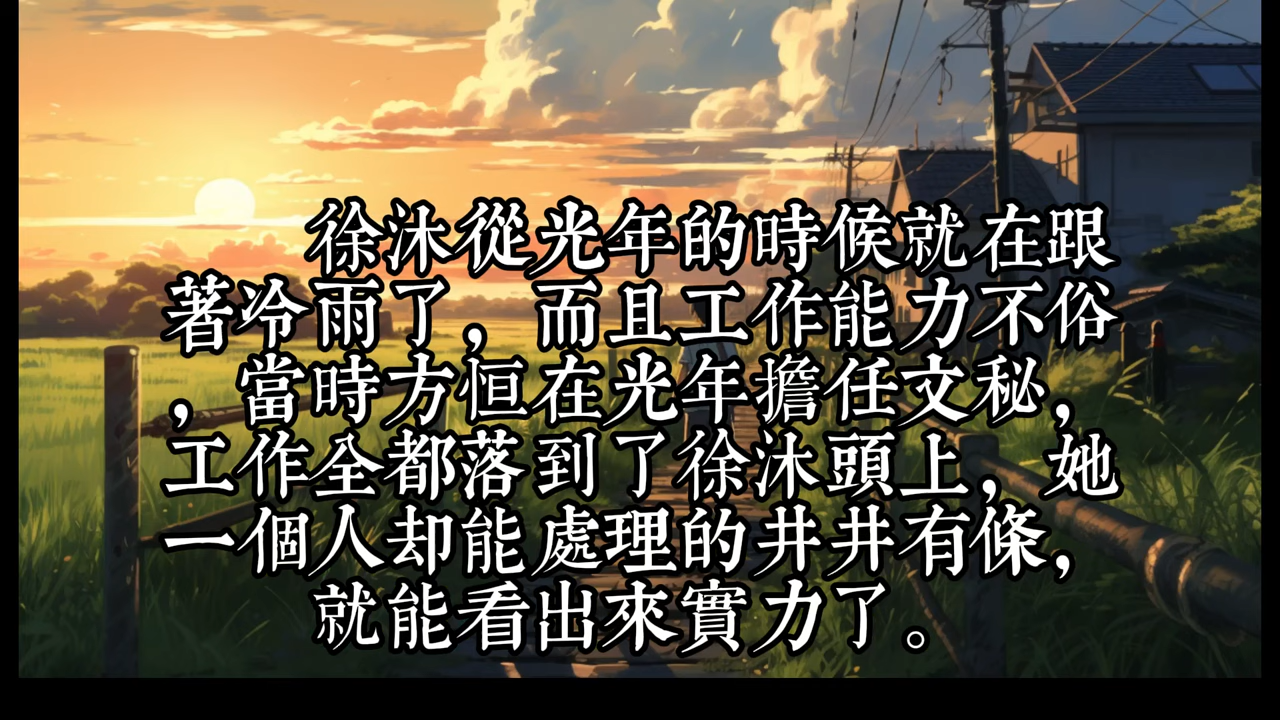 徐沐從光年的時候就在跟
著冷雨了，而且工作能力不俗
，當時方恒在光年擔任文秘，
工作全都落到了徐沐頭上，她
一個人却能處理的井井有條，
就能看出來實力了。